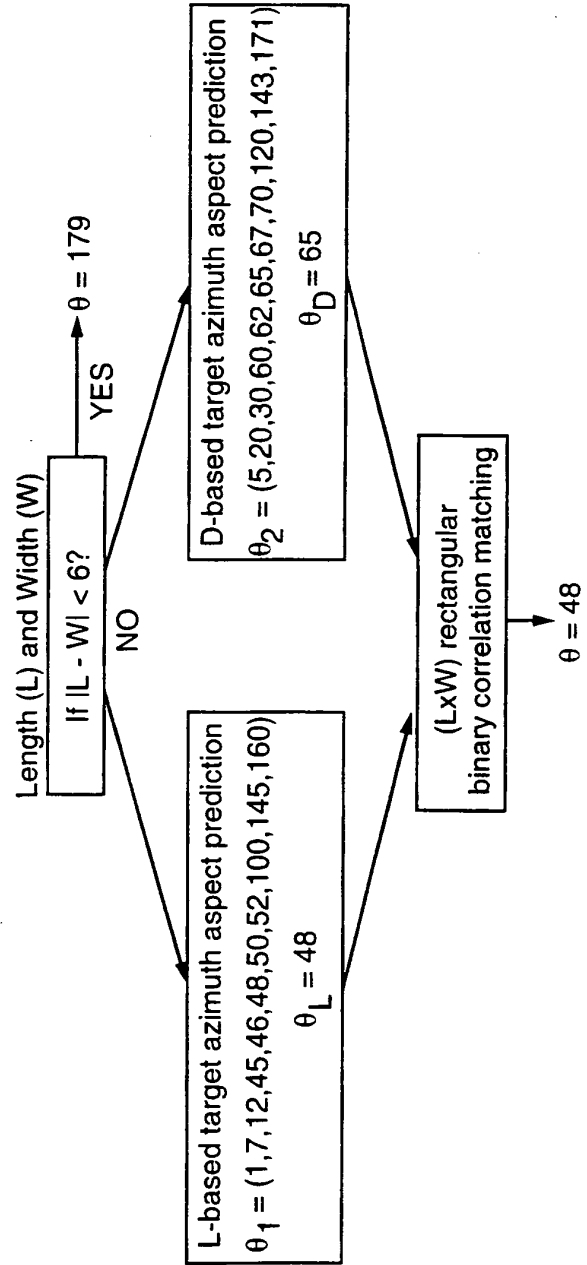 Length (L) and Width (W)
If |L - W| < 6?
YES
θ = 179
NO
L-based target azimuth aspect prediction
θ1 = (1,7,12,45,46,48,50,52,100,145,160)
θL = 48
D-based target azimuth aspect prediction
θ2 = (5,20,30,60,62,65,67,70,120,143,171)
θD = 65
(LxW) rectangular
binary correlation matching
θ = 48